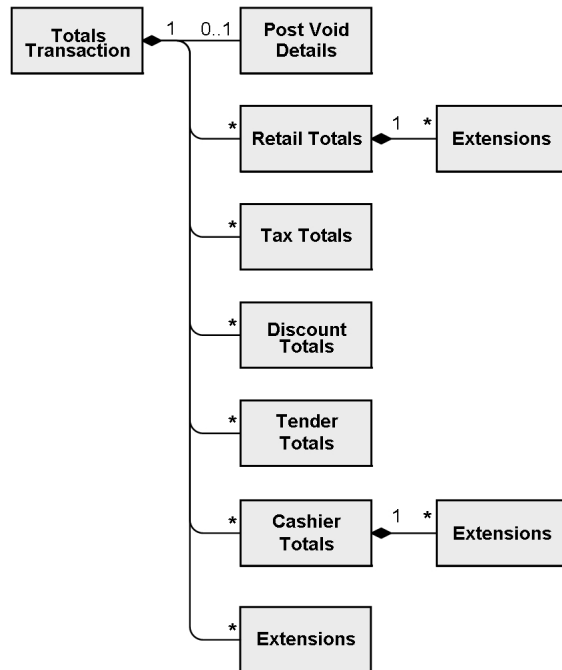 Totals
Transaction
1
0..1
Post Void
Details
*
Retail Totals
1
*
Extensions
*
Tax Totals
*
Discount
Totals
*
Tender
Totals
*
Cashier
Totals
1
*
Extensions
*
Extensions